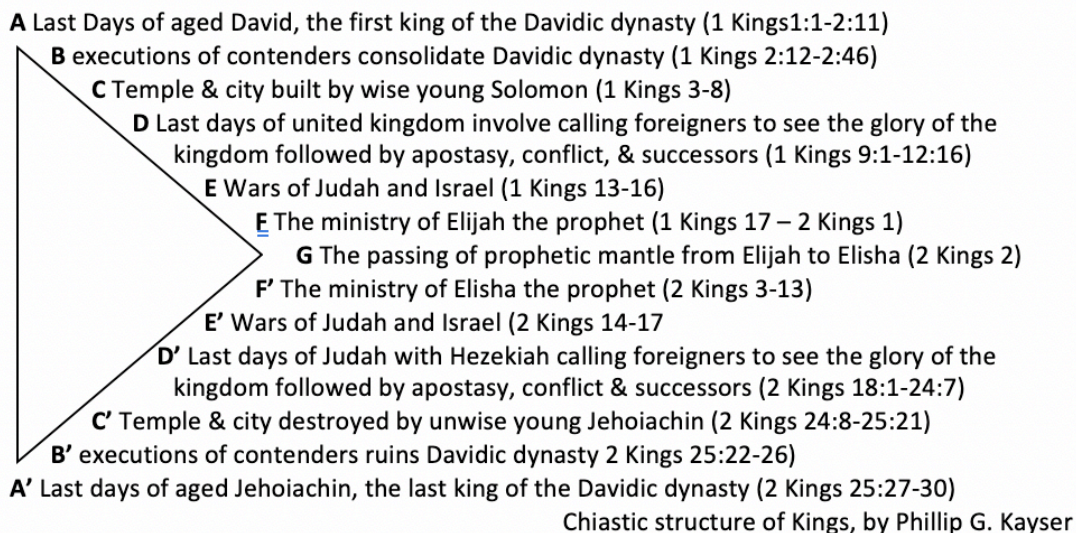 A Last Days of aged David, the first king of the Davidic dynasty (1 Kings1:1-2:11)
B executions of contenders consolidate Davidic dynasty (1 Kings 2:12-2:46)
C Temple & city built by wise young Solomon (1 Kings 3-8)
D Last days of united kingdom involve calling foreigners to see the glory of the
kingdom followed by apostasy, conflict, & successors (1 Kings 9:1-12:16)
E Wars of Judah and Israel (1 Kings 13-16)
F The ministry of Elijah the prophet (1 Kings 17 – 2 Kings 1)
G The passing of prophetic mantle from Elijah to Elisha (2 Kings 2)
F’ The ministry of Elisha the prophet (2 Kings 3-13)
E’ Wars of Judah and Israel (2 Kings 14-17
D’ Last days of Judah with Hezekiah calling foreigners to see the glory of the
kingdom followed by apostasy, conflict & successors (2 Kings 18:1-24:7)
C’ Temple & city destroyed by unwise young Jehoiachin (2 Kings 24:8-25:21)
B’ executions of contenders ruins Davidic dynasty 2 Kings 25:22-26)
A’ Last days of aged Jehoiachin, the last king of the Davidic dynasty (2 Kings 25:27-30)
Chiastic structure of Kings, by Phillip G. Kayser